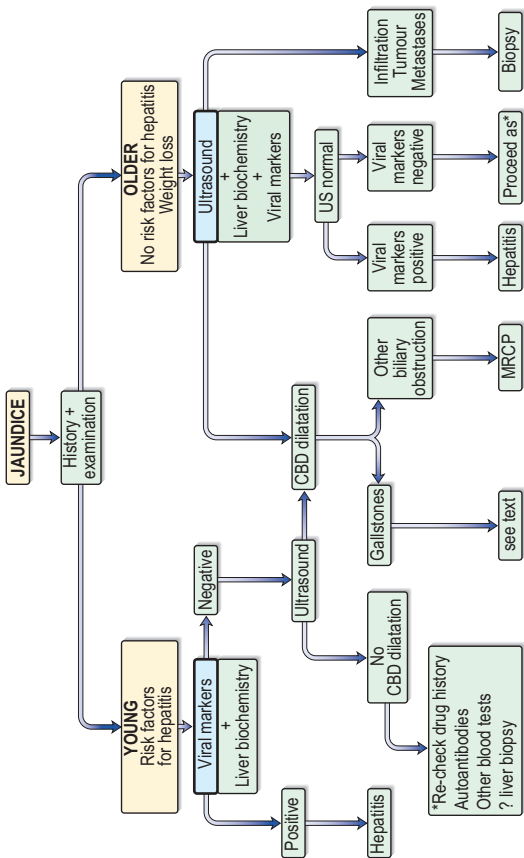 JAUNDICE
History +
examination
YOUNG
Risk factors
for hepatitis
OLDER
No risk factors for hepatitis
Weight loss
Viral markers
+
Liver biochemistry
Negative
Positive
Hepatitis
Ultrasound
No
CBD dilatation
*Re-check drug history
Autoantibodies
Other blood tests
? liver biopsy
CBD dilatation
Gallstones
see text
Other
biliary
obstruction
MRCP
Ultrasound
+
Liver biochemistry
+
Viral markers
US normal
Viral
markers
positive
Hepatitis
Viral
markers
negative
Proceed as*
Infiltration
Tumour
Metastases
Biopsy